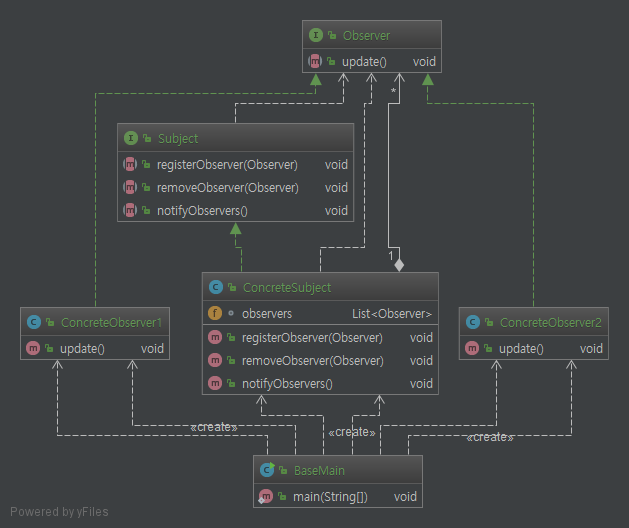 Observer
update() void
*
Subject
registerObserver(Observer) void
removeObserver(Observer) void
notifyObservers() void
1
ConcreteSubject
observers List<Observer>
registerObserver(Observer) void
removeObserver(Observer) void
notifyObservers() void
ConcreteObserver1
update() void
ConcreteObserver2
update() void
«create»
«create»
«create»
BaseMain
main(String[]) void
Powered by yFiles